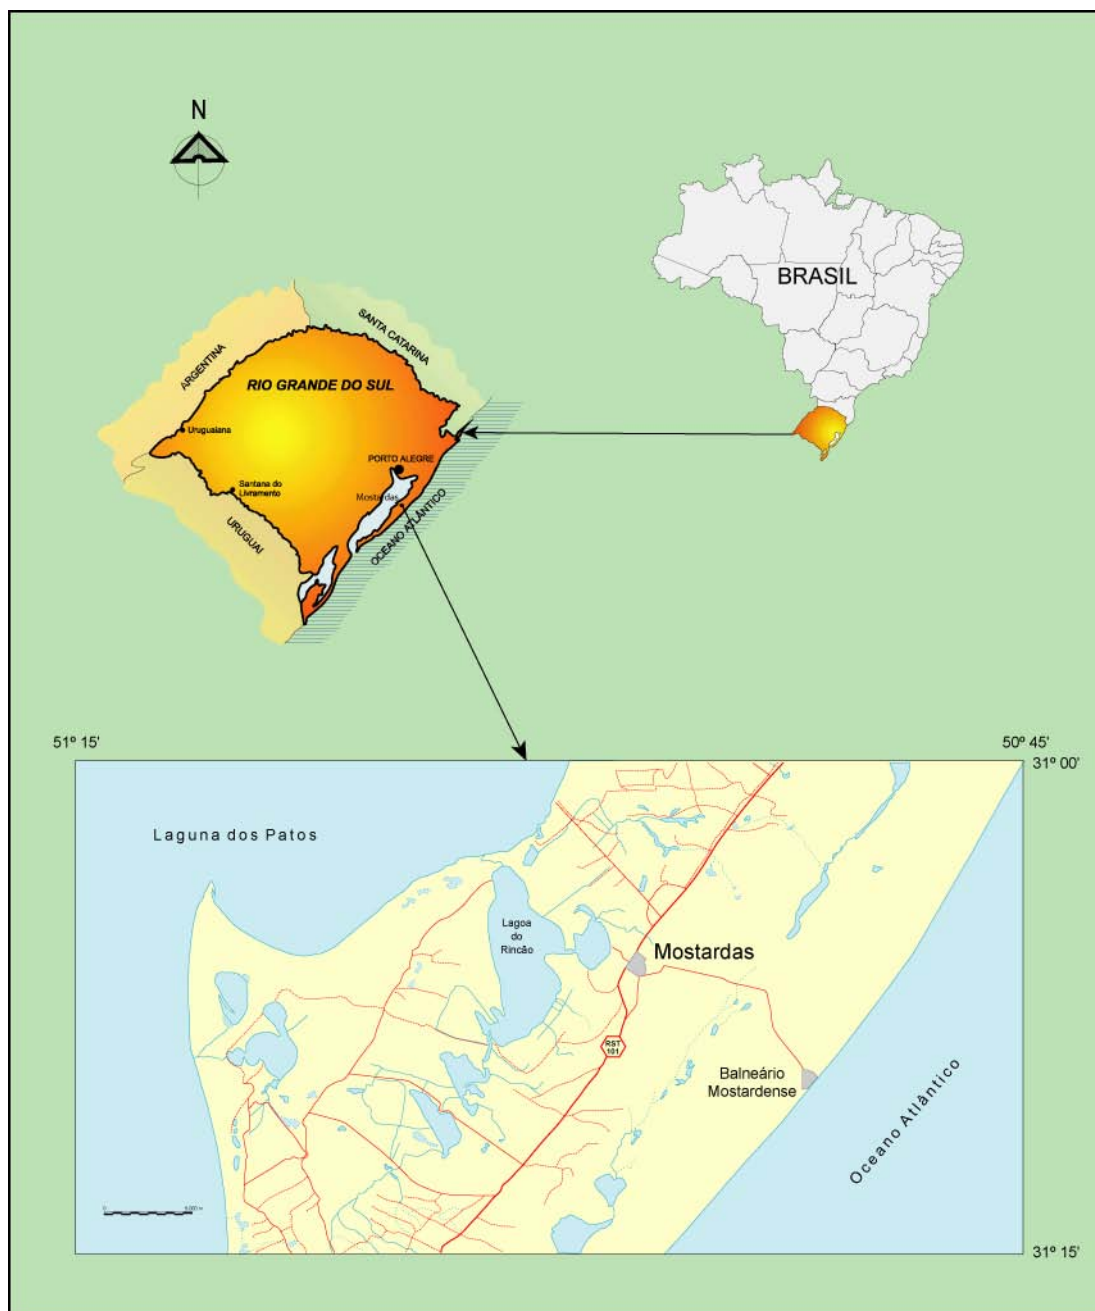 N
BRASIL
SANTA CATARINA
ARGENTINA
RIO GRANDE DO SUL
Uruguaiana
PORTO ALEGRE
Santana do
Livramento
Mostardas
OCEANO ATLÂNTICO
URUGUAI
51º 15'
50º 45'
31º 00'
Laguna dos Patos
Lagoa
do
Rincão
Mostardas
RST
101
Balneário
Mostardense
Oceano Atlântico
0
31º 15'